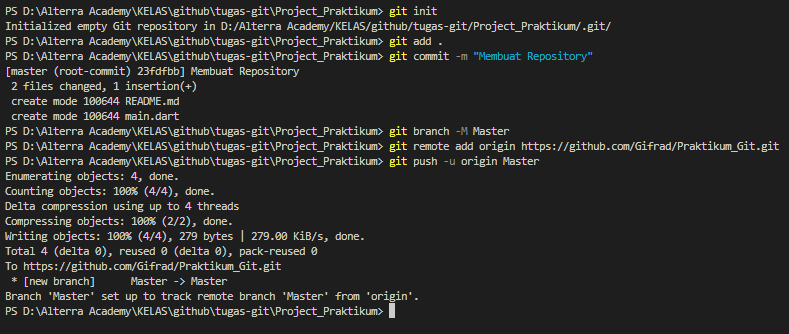 PS D:\Alterra Academy\KELAS\github\tugas-git\Project_Praktikum> git init
Initialized empty Git repository in D:/Alterra Academy/KELAS/github/tugas-git/Project_Praktikum/.git/
PS D:\Alterra Academy\KELAS\github\tugas-git\Project_Praktikum> git add .
PS D:\Alterra Academy\KELAS\github\tugas-git\Project_Praktikum> git commit -m "Membuat Repository"
[master (root-commit) 23fdfbb] Membuat Repository
 2 files changed, 1 insertion(+)
 create mode 100644 README.md
 create mode 100644 main.dart
PS D:\Alterra Academy\KELAS\github\tugas-git\Project_Praktikum> git branch -M Master
PS D:\Alterra Academy\KELAS\github\tugas-git\Project_Praktikum> git remote add origin https://github.com/Gifrad/Praktikum_Git.git
PS D:\Alterra Academy\KELAS\github\tugas-git\Project_Praktikum> git push -u origin Master
Enumerating objects: 4, done.
Counting objects: 100% (4/4), done.
Delta compression using up to 4 threads
Compressing objects: 100% (2/2), done.
Writing objects: 100% (4/4), 279 bytes | 279.00 KiB/s, done.
Total 4 (delta 0), reused 0 (delta 0), pack-reused 0
To https://github.com/Gifrad/Praktikum_Git.git
 * [new branch]      Master -> Master
Branch 'Master' set up to track remote branch 'Master' from 'origin'.
PS D:\Alterra Academy\KELAS\github\tugas-git\Project_Praktikum>